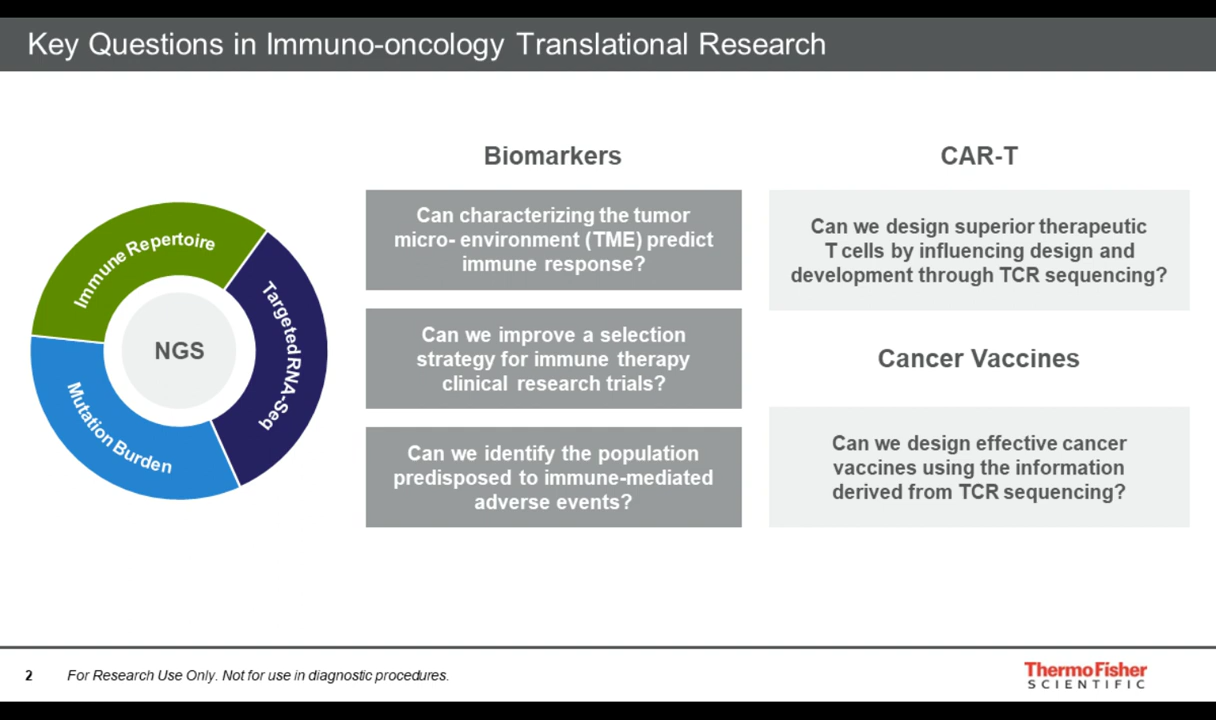 Key Questions in Immuno-oncology Translational Research
Immune Repertoire
Targeted RNA-Seq
Mutation Burden
NGS
Biomarkers
Can characterizing the tumor
micro- environment (TME) predict
immune response?
Can we improve a selection
strategy for immune therapy
clinical research trials?
Can we identify the population
predisposed to immune-mediated
adverse events?
CAR-T
Can we design superior therapeutic
T cells by influencing design and
development through TCR sequencing?
Cancer Vaccines
Can we design effective cancer
vaccines using the information
derived from TCR sequencing?
2
For Research Use Only. Not for use in diagnostic procedures.
ThermoFisher
SCIENTIFIC